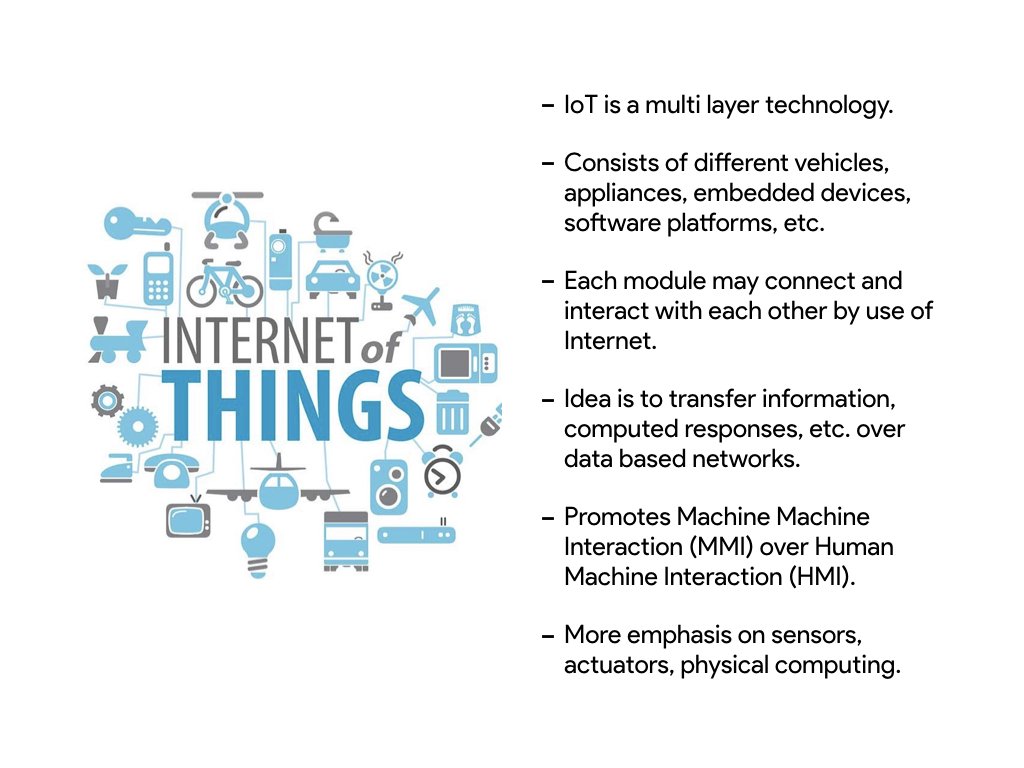 INTERNET of
THINGS
– IoT is a multi layer technology.
– Consists of different vehicles,
appliances, embedded devices,
software platforms, etc.
– Each module may connect and
interact with each other by use of
Internet.
– Idea is to transfer information,
computed responses, etc. over
data based networks.
– Promotes Machine Machine
Interaction (MMI) over Human
Machine Interaction (HMI).
– More emphasis on sensors,
actuators, physical computing.